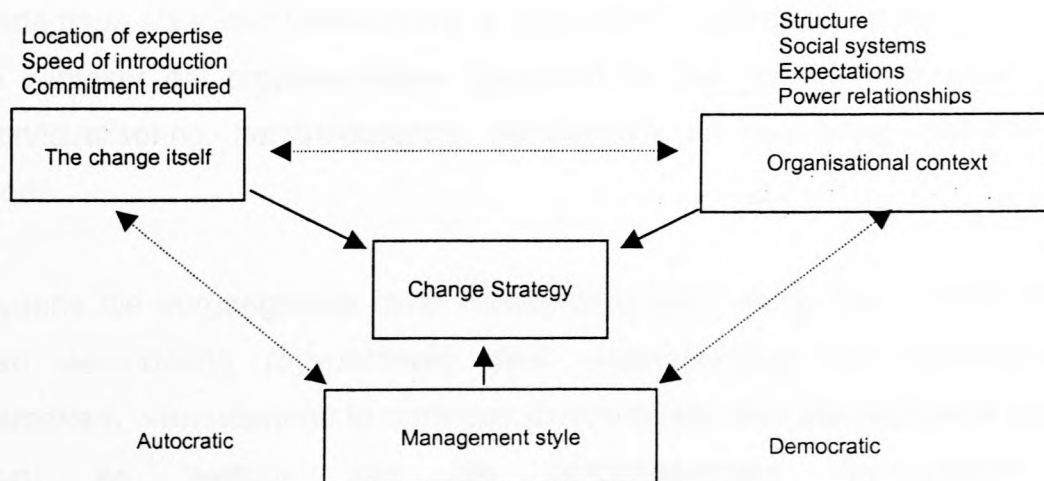 Location of expertise
Speed of introduction
Commitment required
The change itself
Structure
Social systems
Expectations
Power relationships
Organisational context
Change Strategy
Autocratic
Management style
Democratic